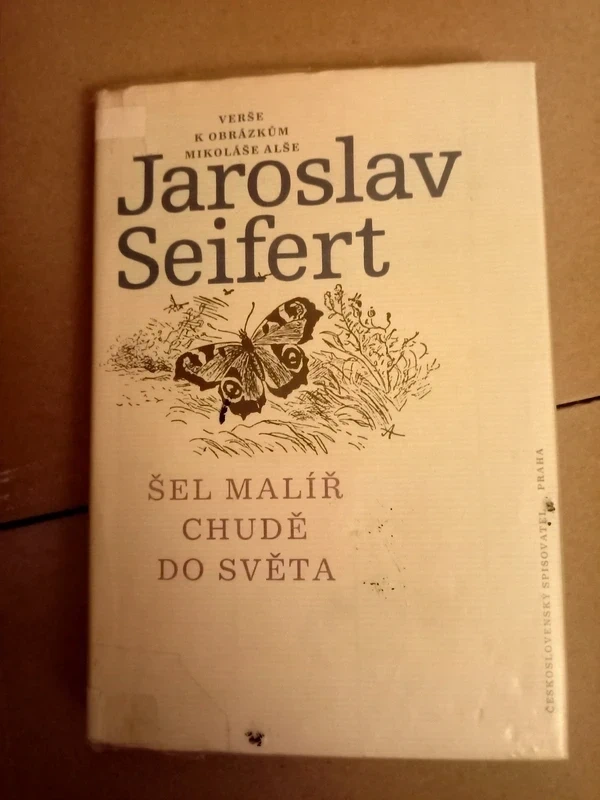 VERŠE
K OBRÁZKŮM
MIKOLÁŠE ALŠE
Jaroslav
Seifert
ŠEL MALÍŘ
CHUDĚ
DO SVĚTA
ČESKOSLOVENSKÝ SPISOVATEL PRAHA